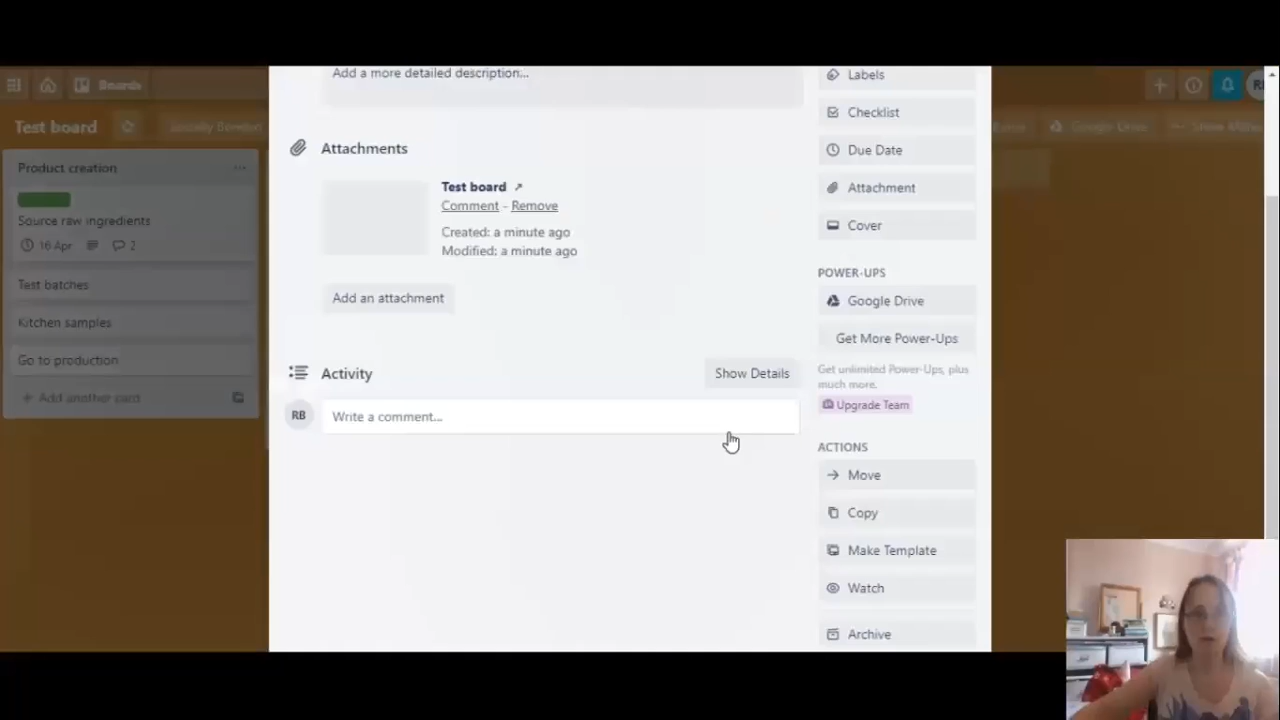 Boards
Test board
Google Drive
Product creation
Source raw ingredients
16 Apr
2
Test batches
Kitchen samples
Go to production
Add another card
Add a more detailed description...
Attachments
Test board ↗
Comment - Remove
Created: a minute ago
Modified: a minute ago
Add an attachment
Activity
Show Details
RB
Write a comment...
Labels
Checklist
Due Date
Attachment
Cover
POWER-UPS
Google Drive
Get More Power-Ups
Get unlimited Power-Ups, plus
much more.
Upgrade Team
ACTIONS
Move
Copy
Make Template
Watch
Archive